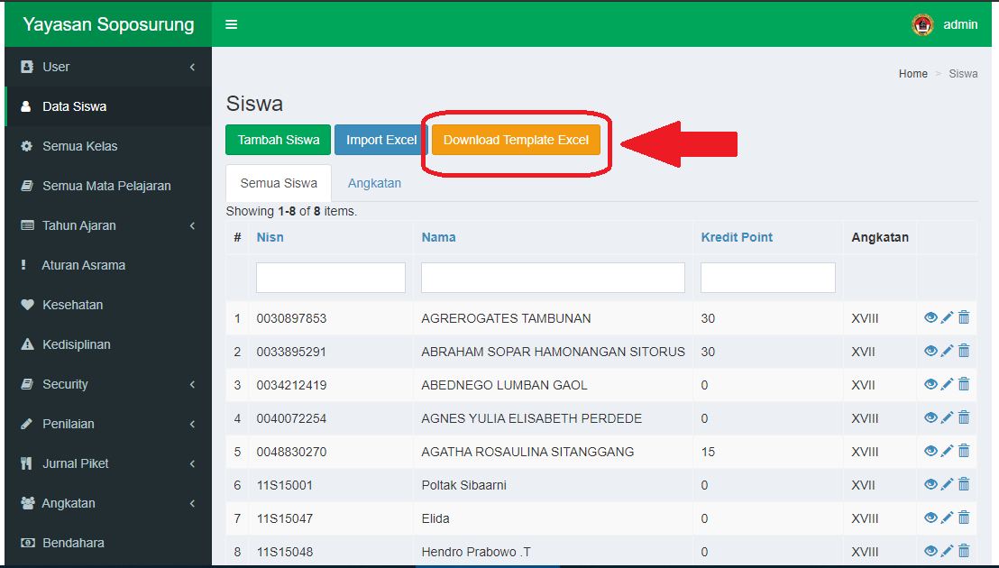 Yayasan Soposurung
admin
User
Data Siswa
Semua Kelas
Semua Mata Pelajaran
Tahun Ajaran
Aturan Asrama
Kesehatan
Kedisiplinan
Security
Penilaian
Jurnal Piket
Angkatan
Bendahara
Home > Siswa
Siswa
Tambah Siswa Import Excel Download Template Excel
Semua Siswa Angkatan
Showing 1-8 of 8 items.
# Nisn Nama Kredit Point Angkatan
1 0030897853 AGREROGATES TAMBUNAN 30 XVIII
2 0033895291 ABRAHAM SOPAR HAMONANGAN SITORUS 30 XVII
3 0034212419 ABEDNEGO LUMBAN GAOL 0 XVII
4 0040072254 AGNES YULIA ELISABETH PERDEDE 0 XVIII
5 0048830270 AGATHA ROSAULINA SITANGGANG 15 XVIII
6 11S15001 Poltak Sibaarni 0 XVII
7 11S15047 Elida 0 XVIII
8 11S15048 Hendro Prabowo .T 0 XVIII